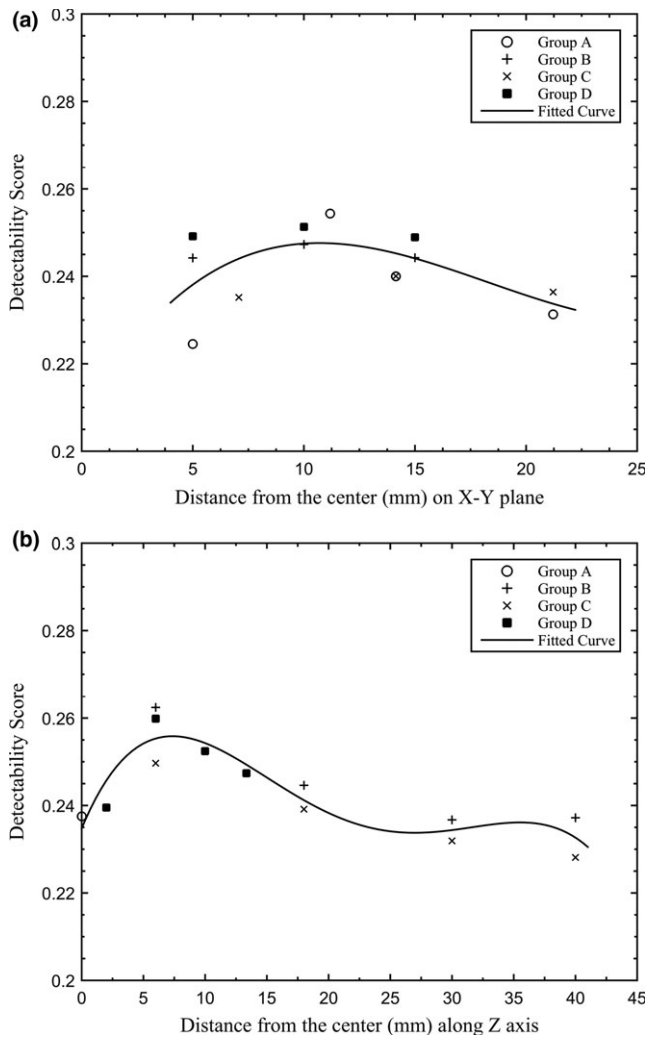 (a)
0.3
0.28
0.26
0.24
0.22
0.2
Detectability Score
Group A
Group B
Group C
Group D
Fitted Curve
0 5 10 15 20 25
Distance from the center (mm) on X-Y plane
(b)
0.3
0.28
0.26
0.24
0.22
0.2
Detectability Score
Group A
Group B
Group C
Group D
Fitted Curve
0 5 10 15 20 25 30 35 40 45
Distance from the center (mm) along Z axis